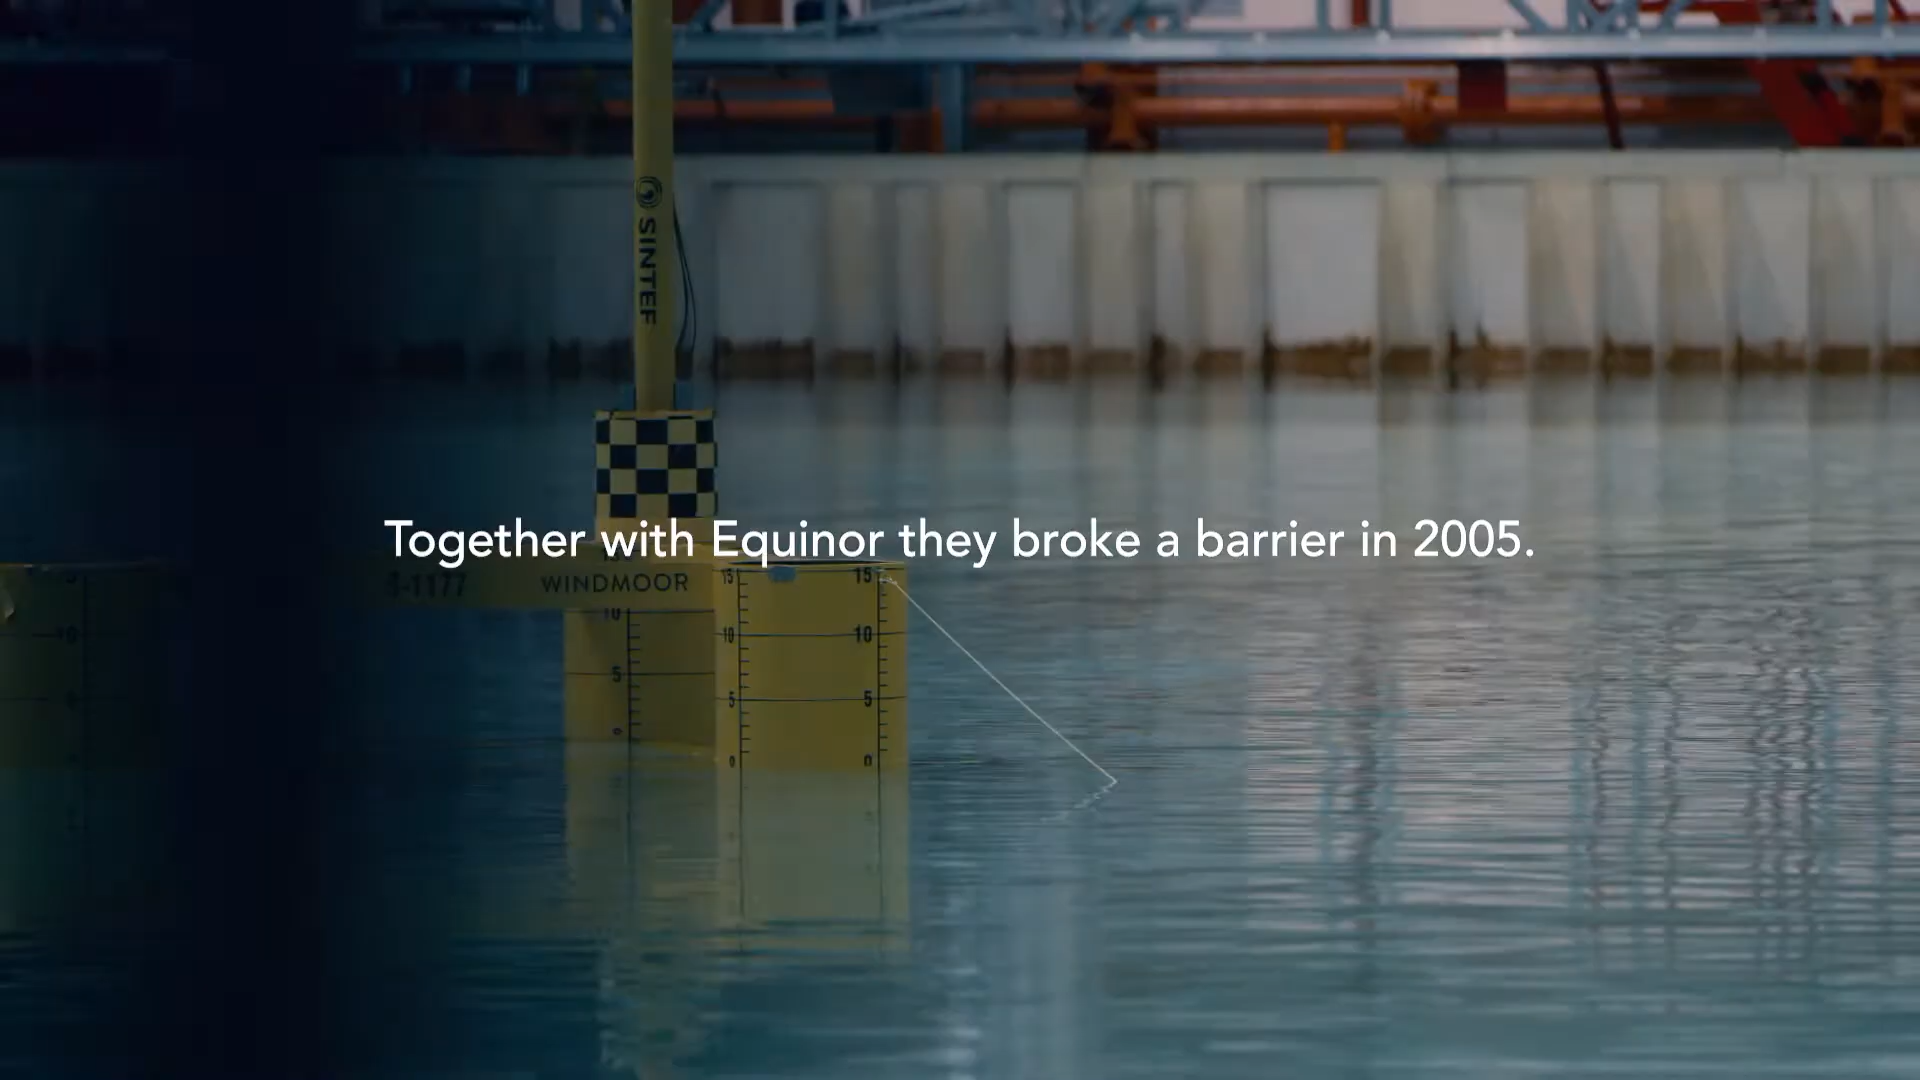 SINTEF
Together with Equinor they broke a barrier in 2005.
WINDMOOR
15 15
10 10 10
5 5 5
0 0 0